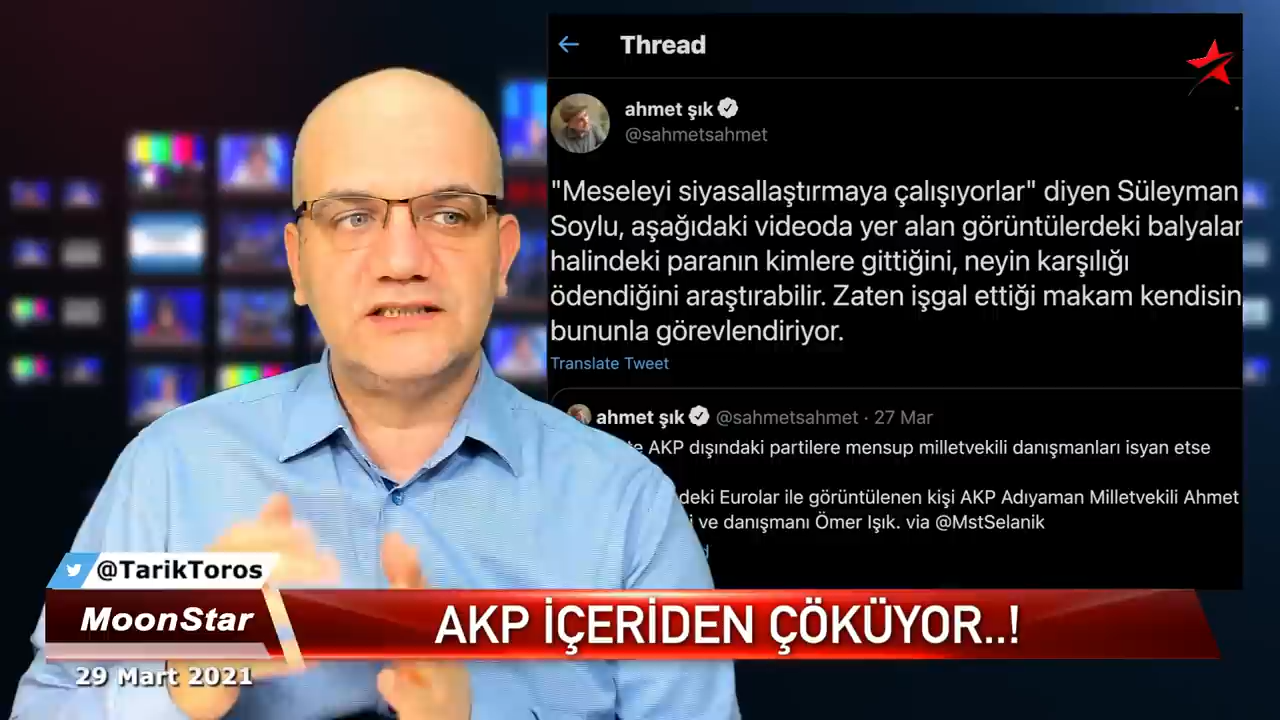 Thread
ahmet şık
@sahmetsahmet
"Meseleyi siyasallaştırmaya çalışıyorlar" diyen Süleyman
Soylu, aşağıdaki videoda yer alan görüntülerdeki balyalar
halindeki paranın kimlere gittiğini, neyin karşılığı
ödendiğini araştırabilir. Zaten işgal ettiği makam kendisin
bununla görevlendiriyor.
Translate Tweet
ahmet şık @sahmetsahmet · 27 Mar
AKP dışındaki partilere mensup milletvekili danışmanları isyan etse
deki Eurolar ile görüntülenen kişi AKP Adıyaman Milletvekili Ahmet
ve danışmanı Ömer Işık. via @MstSelanik
@TarikToros
MoonStar
AKP İÇERİDEN ÇÖKÜYOR..!
29 Mart 2021